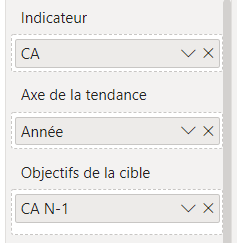 Indicateur
CA
Axe de la tendance
Année
Objectifs de la cible
CA N-1